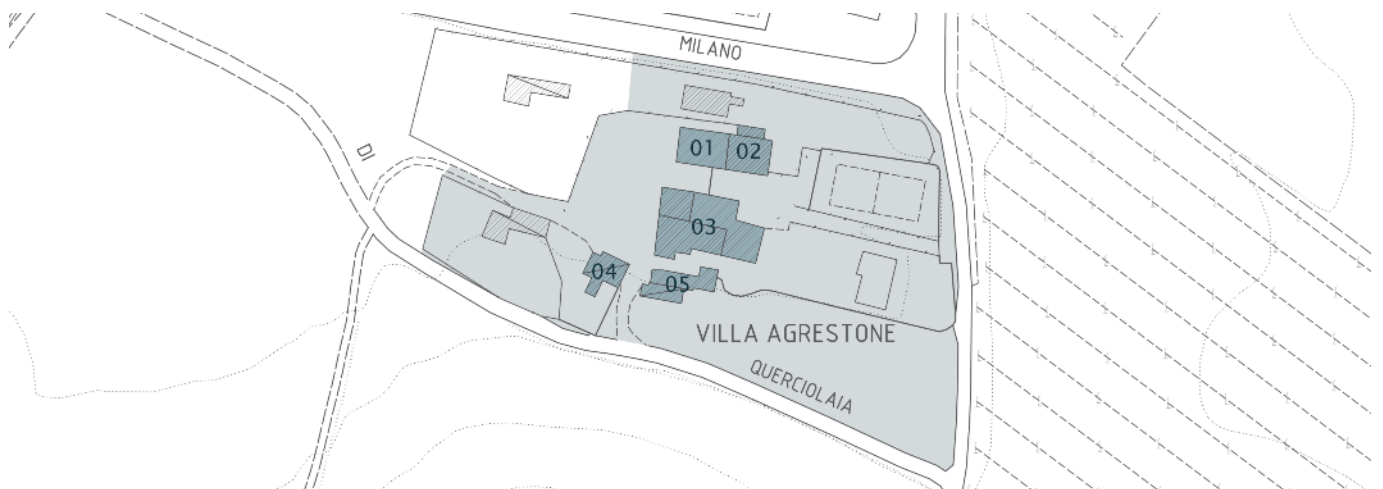 MILANO
01 02
DI
03
04
05
VILLA AGRESTONE
QUERCIOLAIA